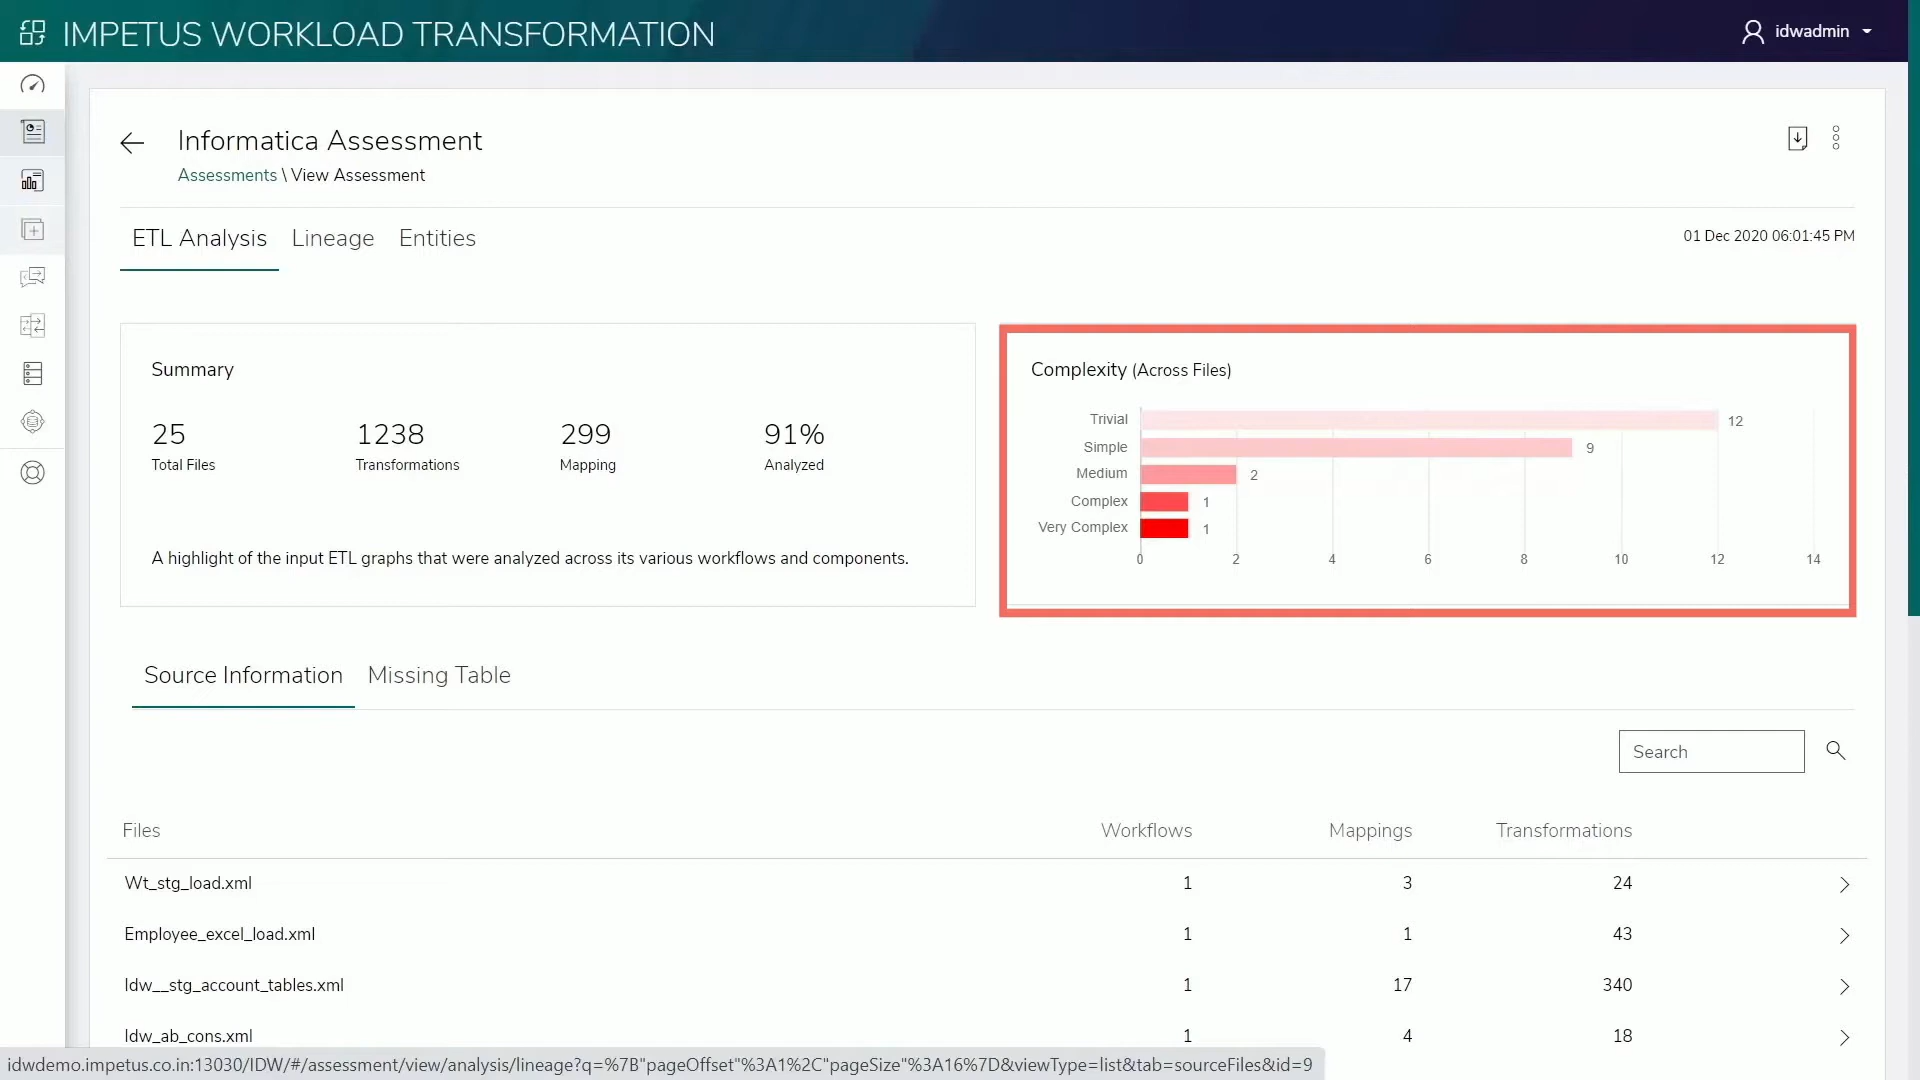 IMPETUS WORKLOAD TRANSFORMATION
idwadmin
Informatica Assessment
Assessments \ View Assessment
ETL Analysis
Lineage
Entities
01 Dec 2020 06:01:45 PM
Summary
25
1238
299
91%
Total Files
Transformations
Mapping
Analyzed
A highlight of the input ETL graphs that were analyzed across its various workflows and components.
Complexity (Across Files)
Trivial 12
Simple 9
Medium 2
Complex 1
Very Complex 1
0 2 4 6 8 10 12 14
Source Information
Missing Table
Search
Files Workflows Mappings Transformations
Wt_stg_load.xml 1 3 24
Employee_excel_load.xml 1 1 43
Idw__stg_account_tables.xml 1 17 340
Idw_ab_cons.xml 1 4 18
idwdemo.impetus.co.in:13030/IDW/#/assessment/view/analysis/lineage?q=%7B"pageOffset"%3A1%2C"pageSize"%3A16%7D&viewType=list&tab=sourceFiles&id=9